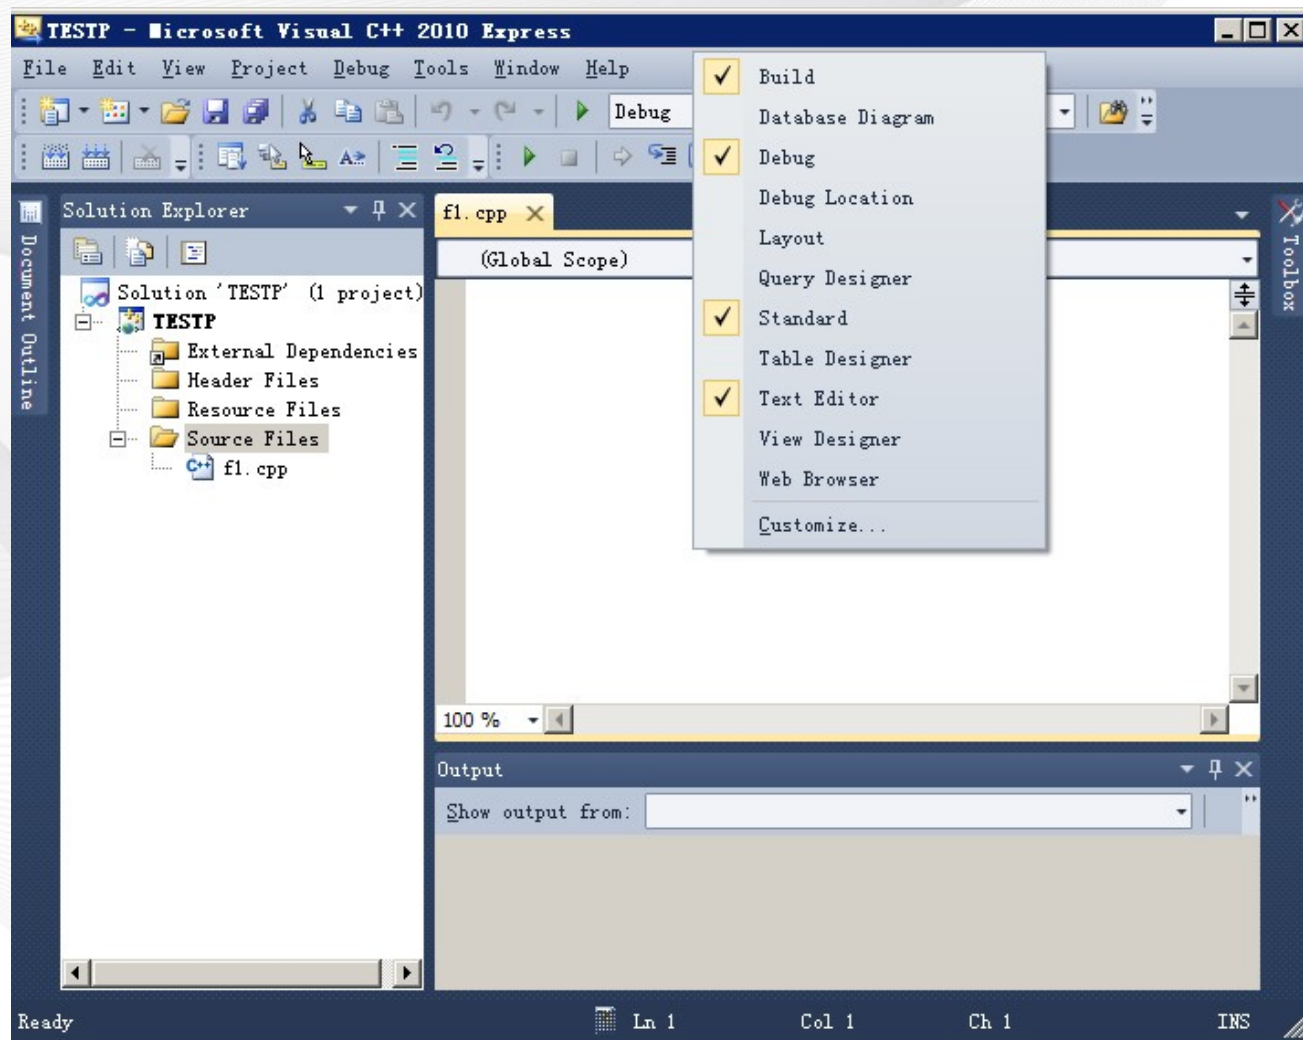 TESTP - Microsoft Visual C++ 2010 Express
File Edit View Project Debug Tools Window Help
Debug
Build
Database Diagram
Debug
Debug Location
Layout
Query Designer
Standard
Table Designer
Text Editor
View Designer
Web Browser
Customize...
Document Outline
Solution Explorer
Solution 'TESTP' (1 project)
TESTP
External Dependencies
Header Files
Resource Files
Source Files
f1.cpp
f1.cpp
(Global Scope)
100 %
Toolbox
Output
Show output from:
Ready Ln 1 Col 1 Ch 1 INS